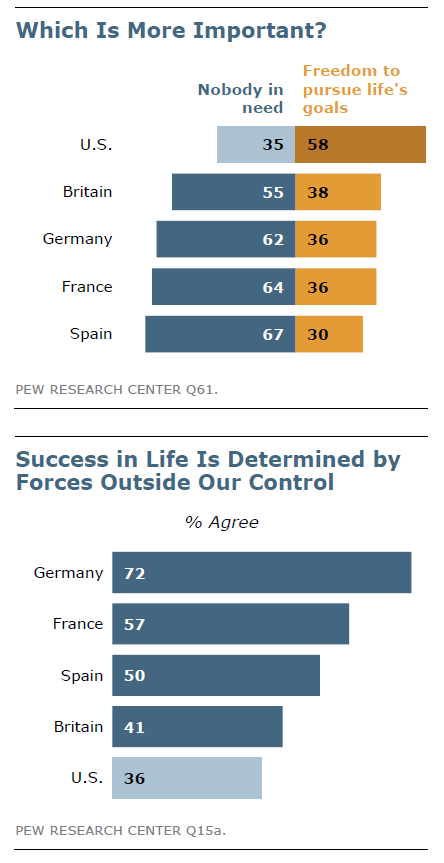 Which Is More Important?
Nobody in need
Freedom to pursue life's goals
U.S. 35 58
Britain 55 38
Germany 62 36
France 64 36
Spain 67 30
PEW RESEARCH CENTER Q61.
Success in Life Is Determined by
Forces Outside Our Control
% Agree
Germany 72
France 57
Spain 50
Britain 41
U.S. 36
PEW RESEARCH CENTER Q15a.